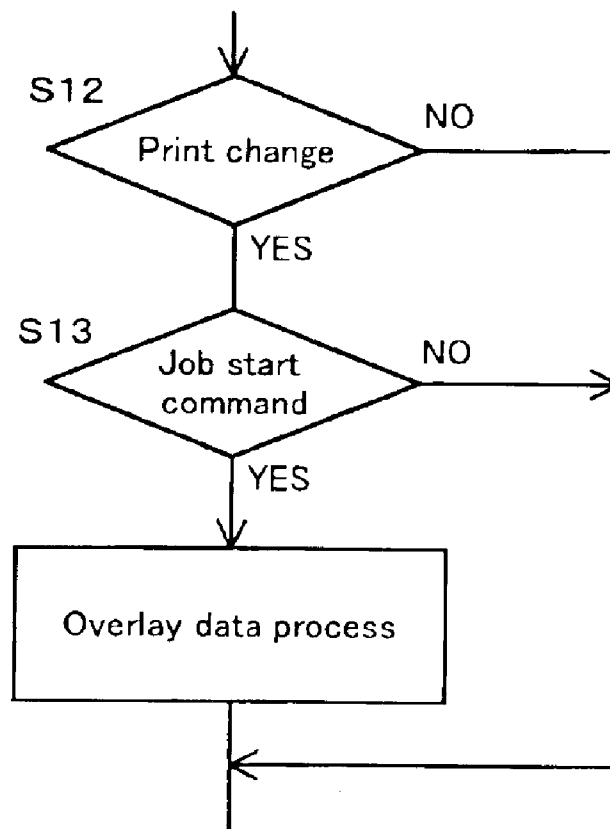 S12
Print change
NO
YES
S13
Job start
command
NO
YES
Overlay data process